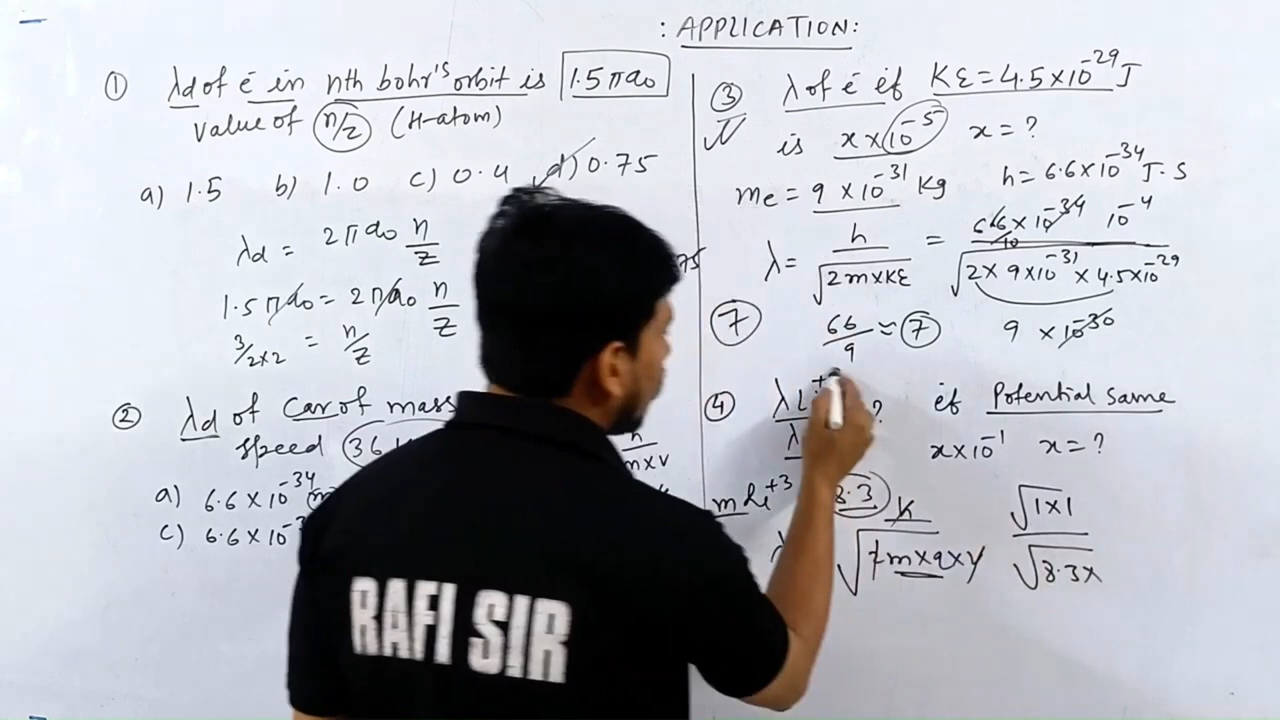 : APPLICATION:
① λd of é in nth bohr's orbit is 1.5πa₀
value of n/z (H-atom)
a) 1.5 b) 1.0 c) 0.4 d) 0.75
λd = 2πa₀ n/z
1.5πa₀ = 2πa₀ n/z
3/2×2 = n/z
② λd of Car of mass
speed 36
h/m×v
a) 6.6×10⁻³⁴
c) 6.6×10
③ λ of é if KE = 4.5×10⁻²⁹ J
is x×10⁻⁵ x = ?
me = 9×10⁻³¹ Kg h = 6.6×10⁻³⁴ J·S
λ = h/√2m×KE = 6.6×10⁻³⁴ 10⁻⁴/√2×9×10⁻³¹×4.5×10⁻²⁹
10
⑦ 66/9 ≈ ⑦ 9×10⁻³⁰
④ λLi⁺ / λ ? if Potential same
x×10⁻¹ x = ?
m Li⁺³ 8.3
λ h/√2m×q×V √1×1/√8.3×
75
RAFI SIR